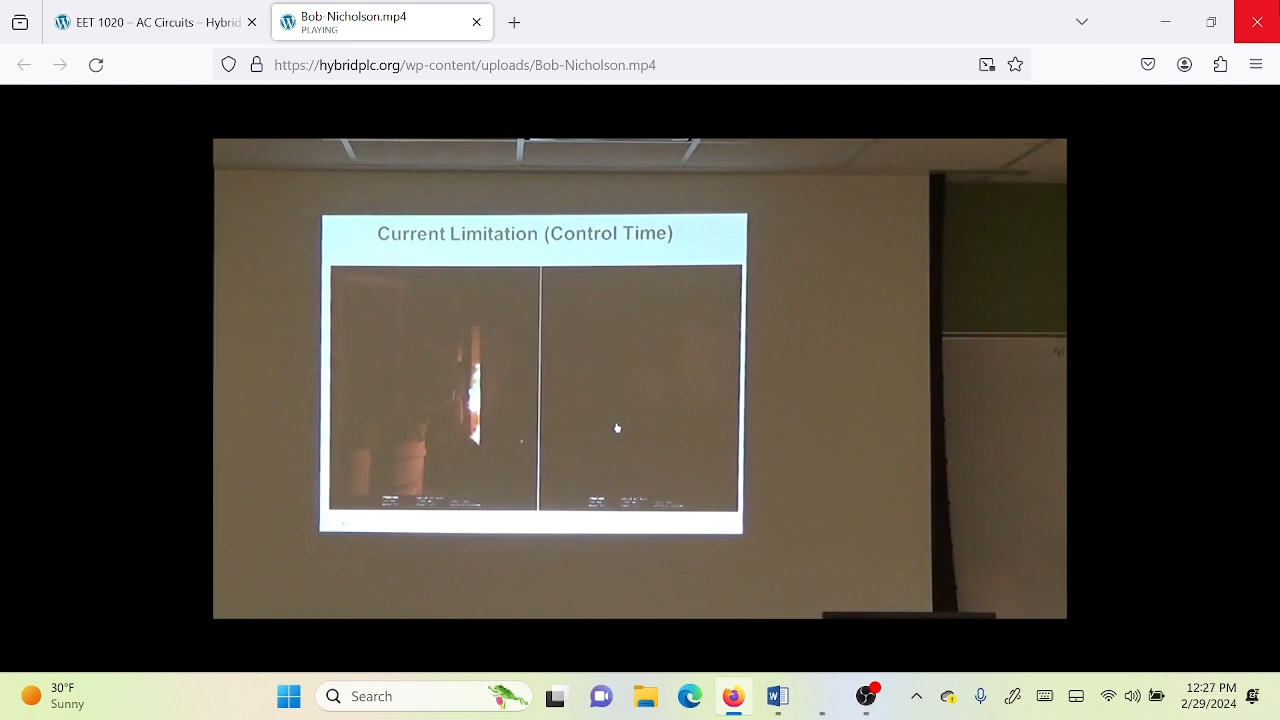 EET 1020 – AC Circuits – Hybrid
Bob-Nicholson.mp4
PLAYING
https://hybridplc.org/wp-content/uploads/Bob-Nicholson.mp4
Current Limitation (Control Time)
30°F
Sunny
Search
12:27 PM
2/29/2024